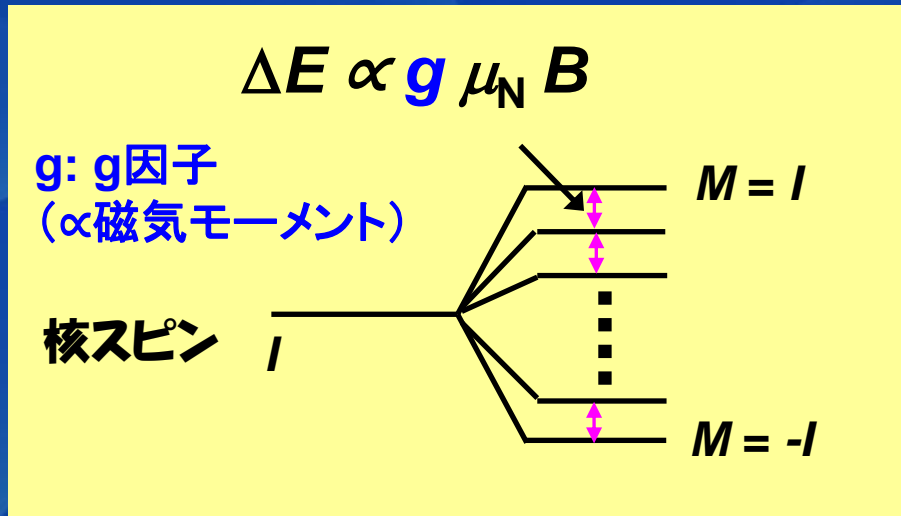 ΔE ∝ g μN B
g: g因子
(∝磁気モーメント)
M = I
核スピン I
M = -I